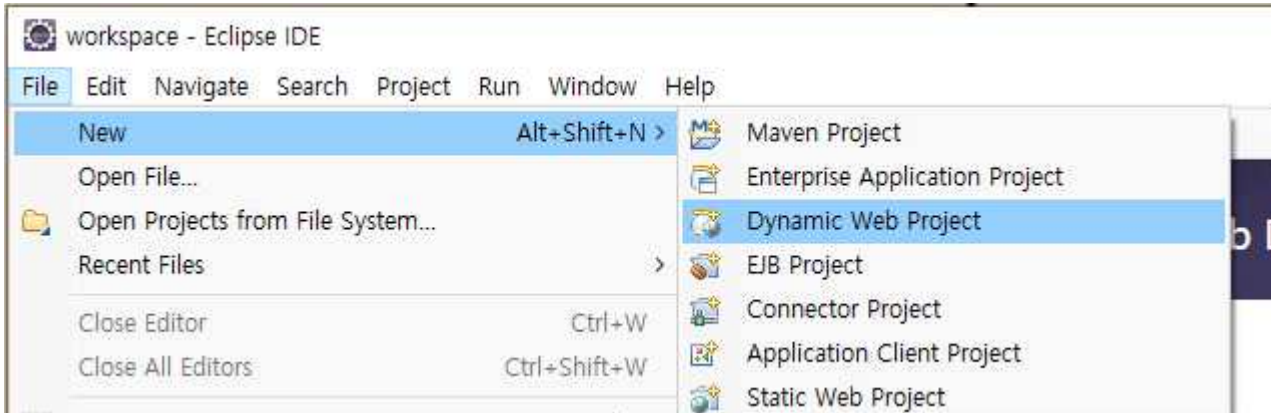 workspace - Eclipse IDE
File Edit Navigate Search Project Run Window Help
New Alt+Shift+N >
Open File...
Open Projects from File System...
Recent Files >
Close Editor Ctrl+W
Close All Editors Ctrl+Shift+W
Maven Project
Enterprise Application Project
Dynamic Web Project
EJB Project
Connector Project
Application Client Project
Static Web Project